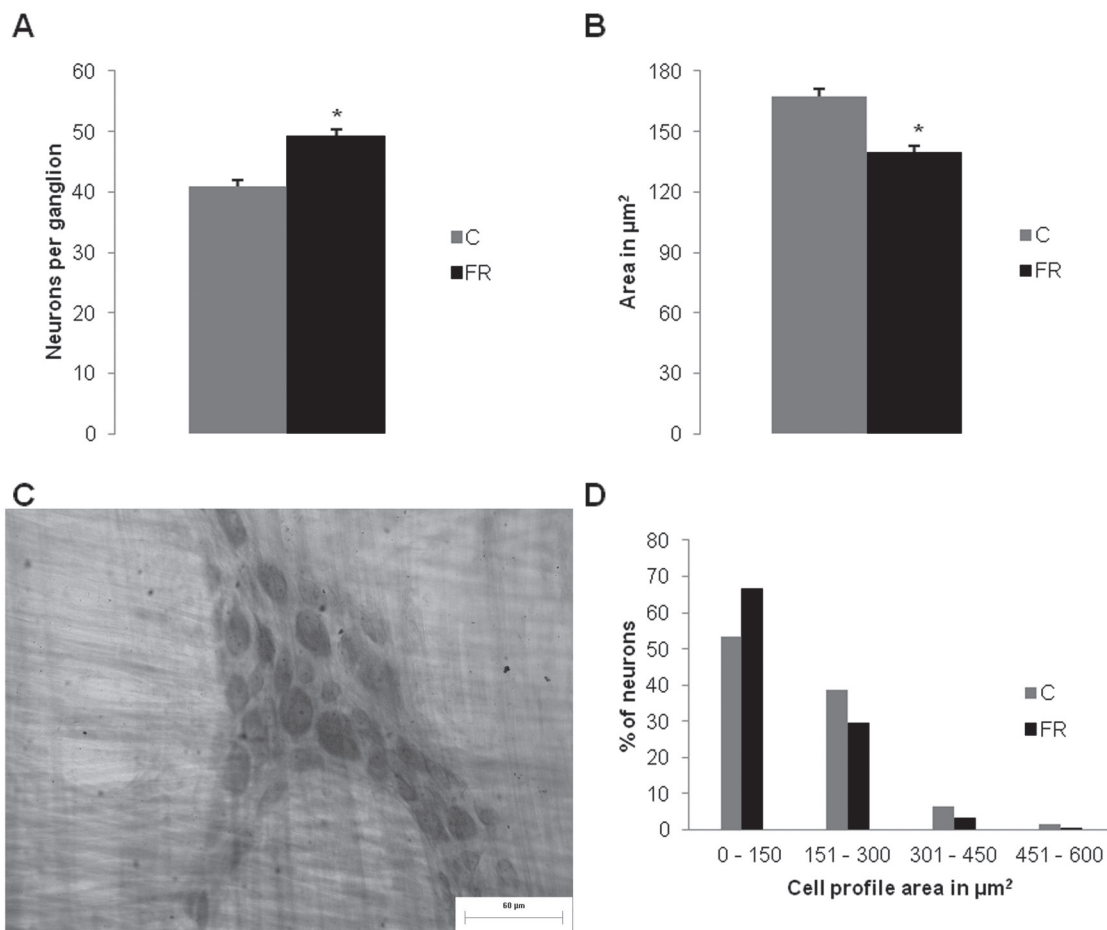 A
Neurons per ganglion
60
50
40
30
20
10
0
*
C
FR
B
Area in µm²
180
150
120
90
60
30
0
*
C
FR
C
60 µm
D
% of neurons
80
70
60
50
40
30
20
10
0
0 - 150 151 - 300 301 - 450 451 - 600
Cell profile area in µm²
C
FR